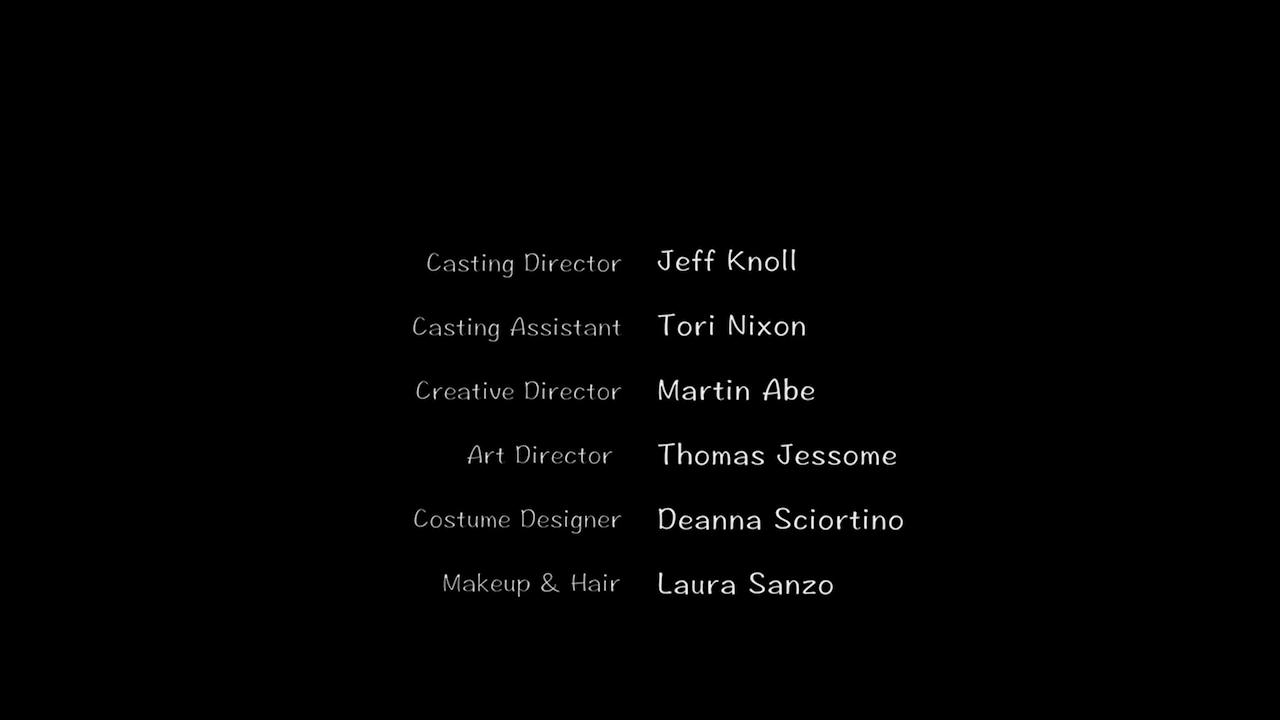 Casting Director Jeff Knoll
Casting Assistant Tori Nixon
Creative Director Martin Abe
Art Director Thomas Jessome
Costume Designer Deanna Sciortino
Makeup & Hair Laura Sanzo